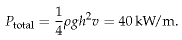 P_total = 1/4 ρgh²v = 40 kW/m.